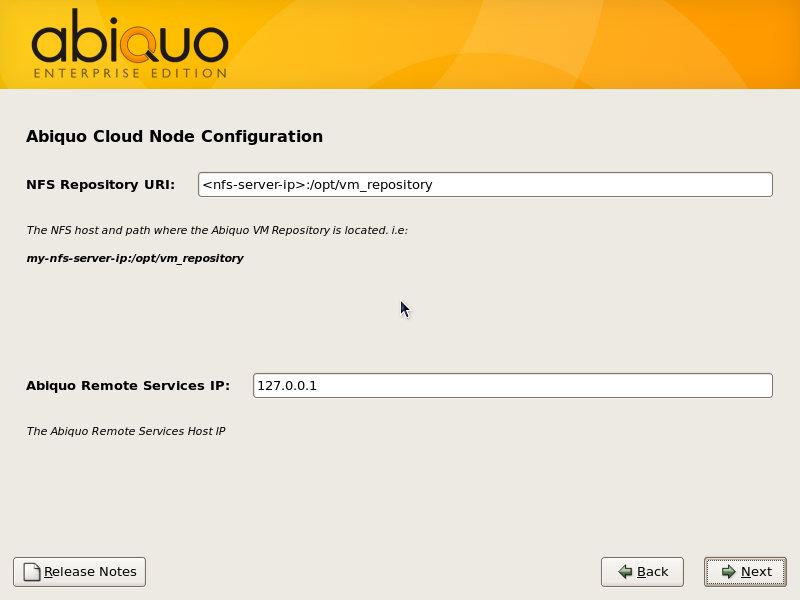 abiquo
ENTERPRISE EDITION
Abiquo Cloud Node Configuration
NFS Repository URI: <nfs-server-ip>:/opt/vm_repository
The NFS host and path where the Abiquo VM Repository is located. i.e:
my-nfs-server-ip:/opt/vm_repository
Abiquo Remote Services IP: 127.0.0.1
The Abiquo Remote Services Host IP
Release Notes Back Next